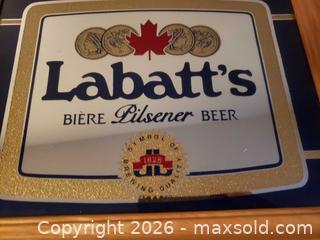 Labatt's
BIÈRE Pilsener BEER
SYMBOL OF
1828
BREWING QUALITY
Copyright 2026 - maxsold.com